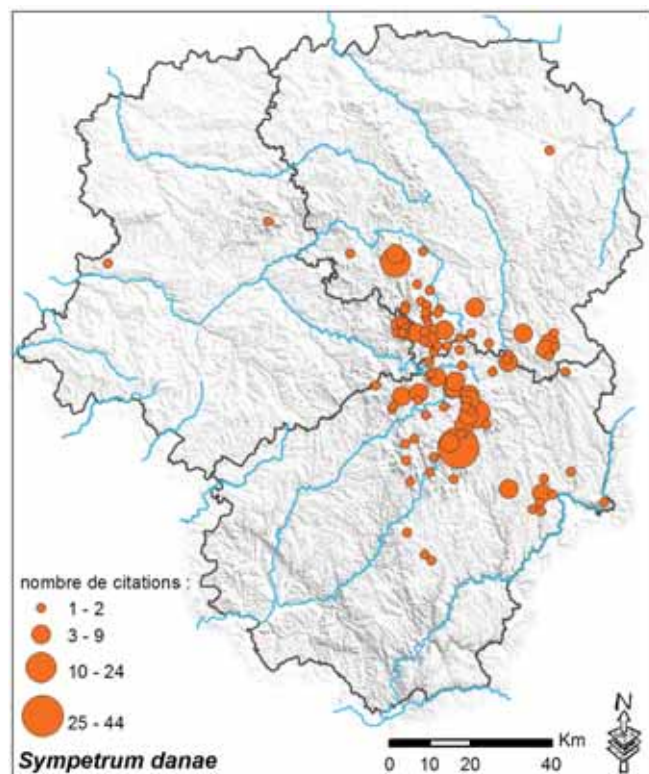 nombre de citations :
1 - 2
3 - 9
10 - 24
25 - 44
Sympetrum danae
N
Km
0 10 20 40